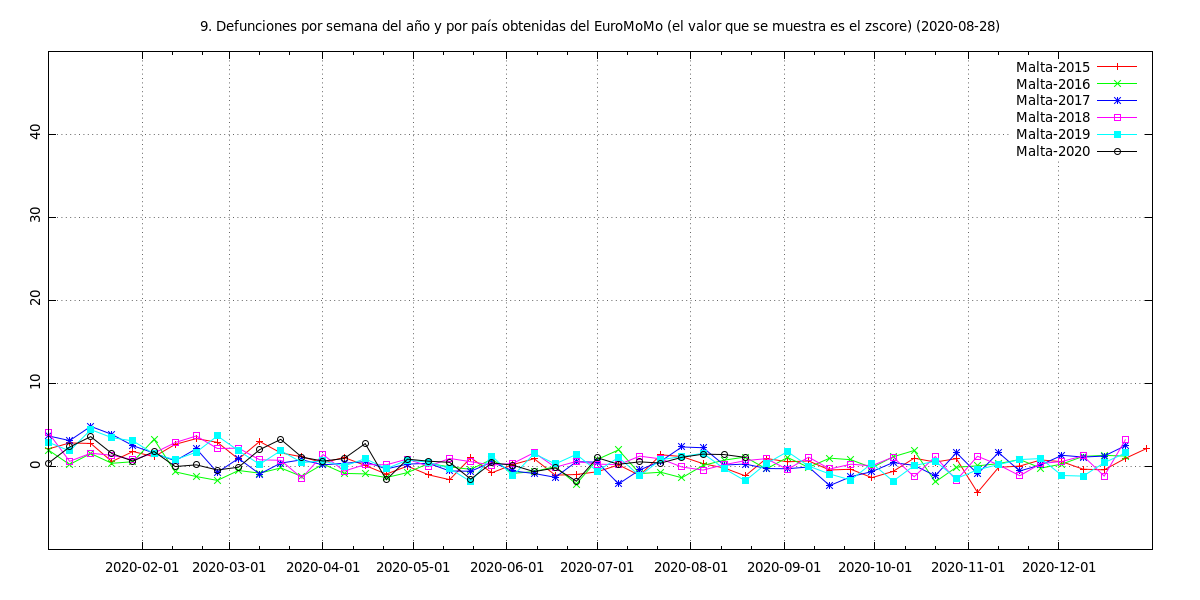 9. Defunciones por semana del año y por país obtenidas del EuroMoMo (el valor que se muestra es el zscore) (2020-08-28)
Malta-2015
Malta-2016
Malta-2017
Malta-2018
Malta-2019
Malta-2020
40
30
20
10
0
2020-02-01 2020-03-01 2020-04-01 2020-05-01 2020-06-01 2020-07-01 2020-08-01 2020-09-01 2020-10-01 2020-11-01 2020-12-01